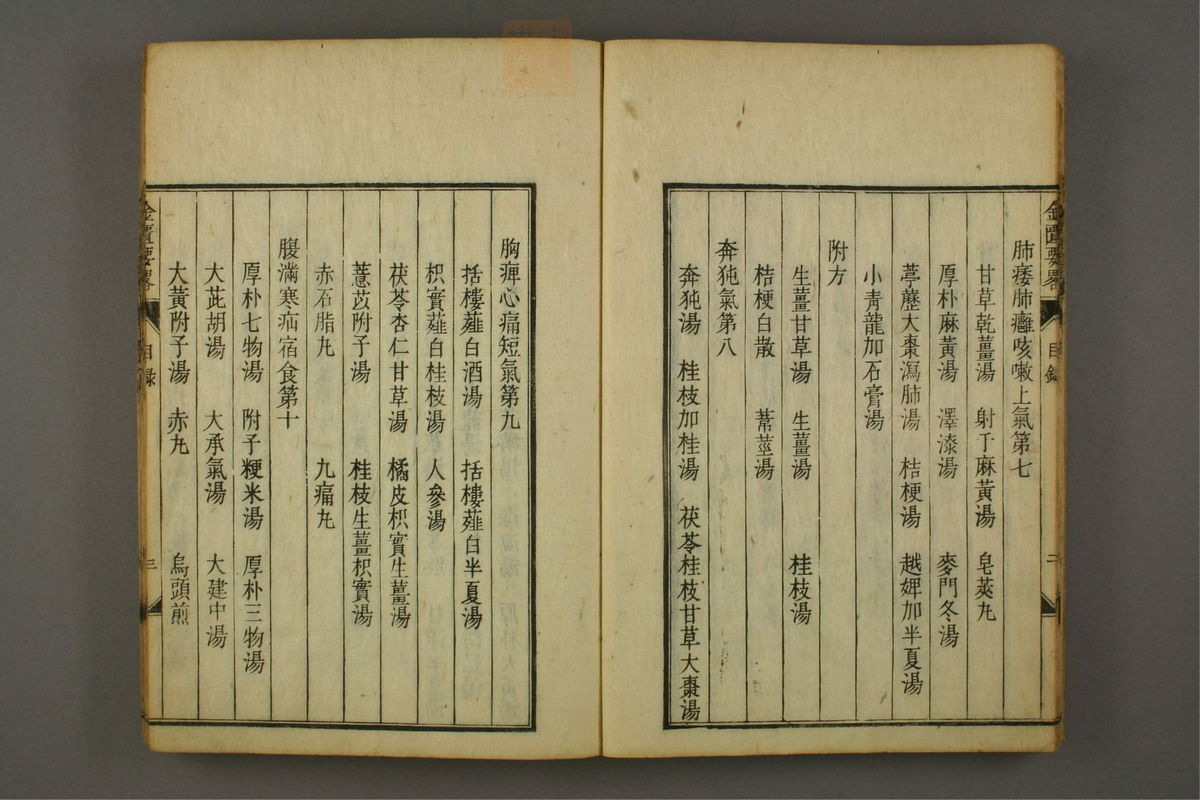 金匱要畧
目錄
二
肺痿肺癰咳嗽上氣第七
甘草乾薑湯 射干麻黃湯 皂莢丸
厚朴麻黃湯 澤漆湯 麥門冬湯
葶藶大棗瀉肺湯 桔梗湯 越婢加半夏湯
小青龍加石膏湯
附方
生薑甘草湯 生薑湯 桂枝湯
桔梗白散 葦莖湯
奔㹠氣第八
奔㹠湯 桂枝加桂湯 茯苓桂枝甘草大棗湯
胸痺心痛短氣第九
括樓薤白酒湯 括樓薤白半夏湯
枳實薤白桂枝湯 人參湯
茯苓杏仁甘草湯 橘皮枳實生薑湯
薏苡附子湯 桂枝生薑枳實湯
赤石脂丸 九痛丸
腹滿寒疝宿食第十
厚朴七物湯 附子粳米湯 厚朴三物湯
大茈胡湯 大承氣湯 大建中湯
大黃附子湯 赤丸 烏頭煎
金匱要畧
目錄
三